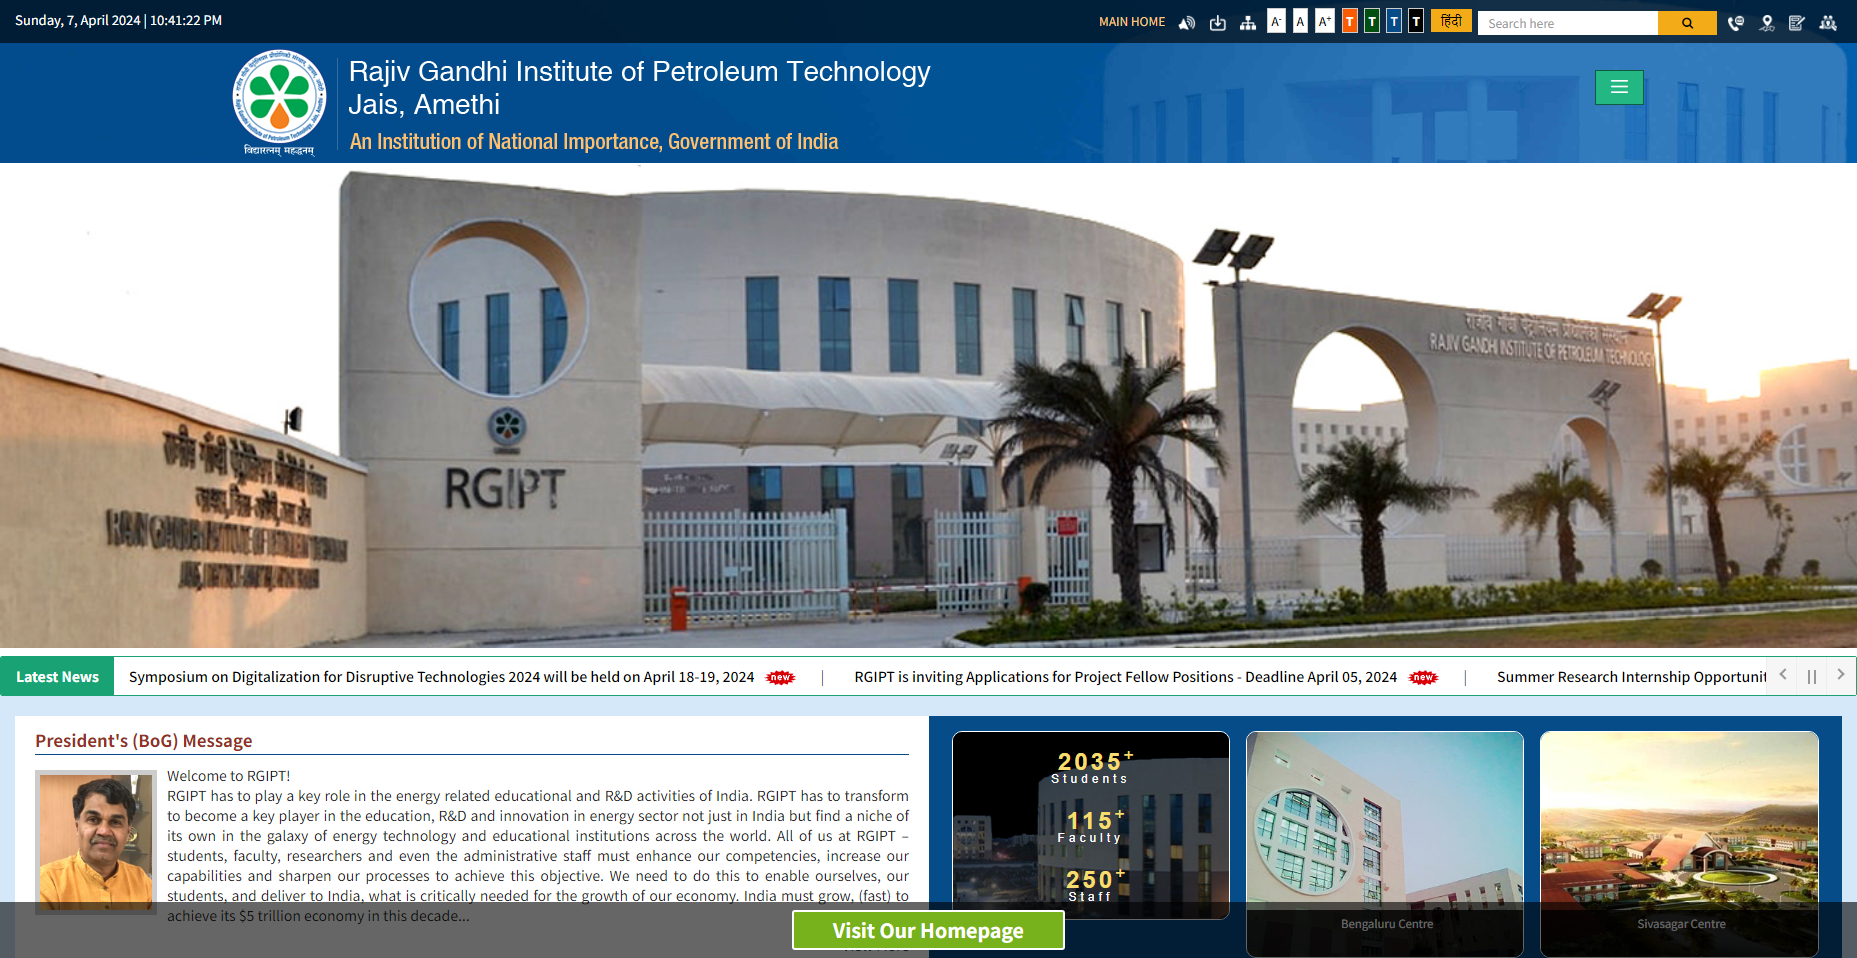 Sunday, 7, April 2024 | 10:41:22 PM
MAIN HOME
A-
A
A+
T
T
T
T
हिंदी
Search here
Rajiv Gandhi Institute of Petroleum Technology
Jais, Amethi
An Institution of National Importance, Government of India
विद्यारत्नम् महद्धनम्
राजीव गाँधी पेट्रोलियम प्रौद्योगिकी संस्थान
RAJIV GANDHI INSTITUTE OF PETROLEUM TECHNOLOGY
RGIPT
Latest News
Symposium on Digitalization for Disruptive Technologies 2024 will be held on April 18-19, 2024
new
RGIPT is inviting Applications for Project Fellow Positions - Deadline April 05, 2024
new
Summer Research Internship Opportunit
President's (BoG) Message
Welcome to RGIPT!
RGIPT has to play a key role in the energy related educational and R&D activities of India. RGIPT has to transform
to become a key player in the education, R&D and innovation in energy sector not just in India but find a niche of
its own in the galaxy of energy technology and educational institutions across the world. All of us at RGIPT –
students, faculty, researchers and even the administrative staff must enhance our competencies, increase our
capabilities and sharpen our processes to achieve this objective. We need to do this to enable ourselves, our
students, and deliver to India, what is critically needed for the growth of our economy. India must grow, (fast) to
achieve its $5 trillion economy in this decade...
2035+
Students
115+
Faculty
250+
Staff
Bengaluru Centre
Sivasagar Centre
Visit Our Homepage